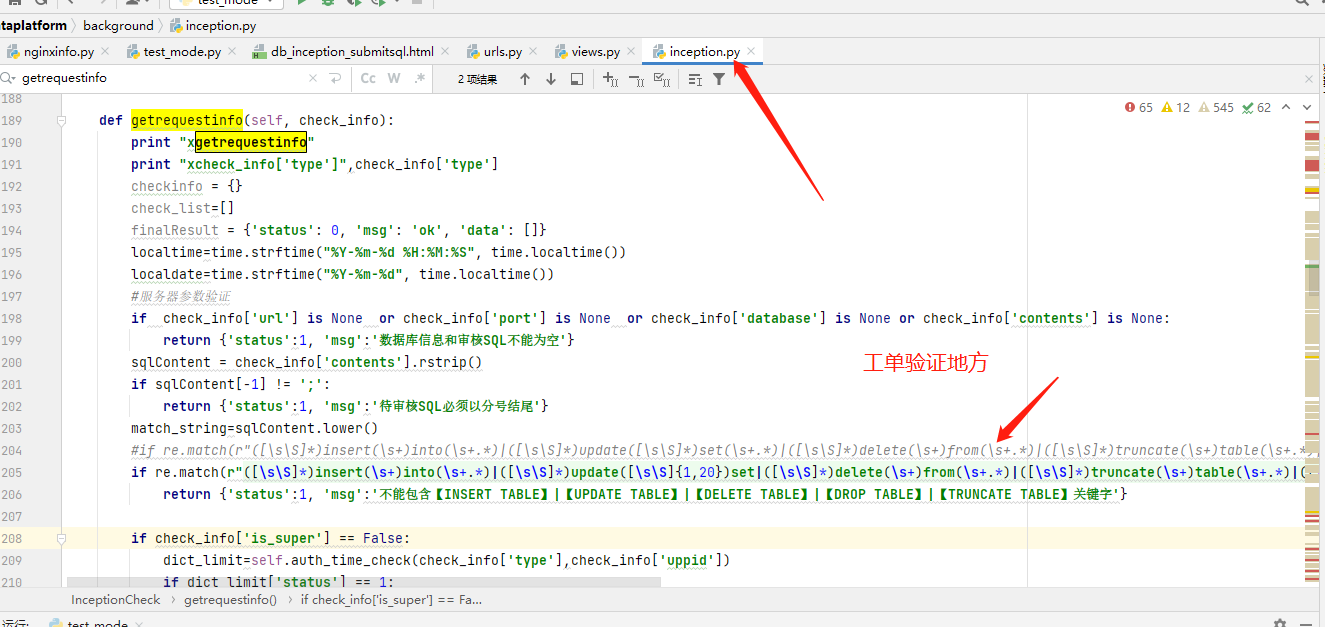 test_mode
taplatform 〉 background 〉 inception.py
nginxinfo.py × test_mode.py × db_inception_submitsql.html × urls.py × views.py × inception.py ×
getrequestinfo × Cc W .* 2 项结果
65 12 545 62
188
189 def getrequestinfo(self, check_info):
190 print "xgetrequestinfo"
191 print "xcheck_info['type']",check_info['type']
192 checkinfo = {}
193 check_list=[]
194 finalResult = {'status': 0, 'msg': 'ok', 'data': []}
195 localtime=time.strftime("%Y-%m-%d %H:%M:%S", time.localtime())
196 localdate=time.strftime("%Y-%m-%d", time.localtime())
197 #服务器参数验证
198 if  check_info['url'] is None  or check_info['port'] is None  or check_info['database'] is None or check_info['contents'] is None:
199 return {'status':1, 'msg':'数据库信息和审核SQL不能为空'}
200 sqlContent = check_info['contents'].rstrip()
工单验证地方
201 if sqlContent[-1] != ';':
202 return {'status':1, 'msg':'待审核SQL必须以分号结尾'}
203 match_string=sqlContent.lower()
204 #if re.match(r"([\s\S]*)insert(\s+)into(\s+.*)|([\s\S]*)update([\s\S]*)set(\s+.*)|([\s\S]*)delete(\s+)from(\s+.*)|([\s\S]*)truncate(\s+)table(\s+.*)
205 if re.match(r"([\s\S]*)insert(\s+)into(\s+.*)|([\s\S]*)update([\s\S]{1,20})set|([\s\S]*)delete(\s+)from(\s+.*)|([\s\S]*)truncate(\s+)table(\s+.*)|(
206 return {'status':1, 'msg':'不能包含【INSERT TABLE】|【UPDATE TABLE】|【DELETE TABLE】|【DROP TABLE】|【TRUNCATE TABLE】关键字'}
207
208 if check_info['is_super'] == False:
209 dict_limit=self.auth_time_check(check_info['type'],check_info['uppid'])
210 if dict_limit['status'] == 1:
InceptionCheck 〉 getrequestinfo() 〉 if check_info['is_super'] == Fa...
运行: test_mode ×